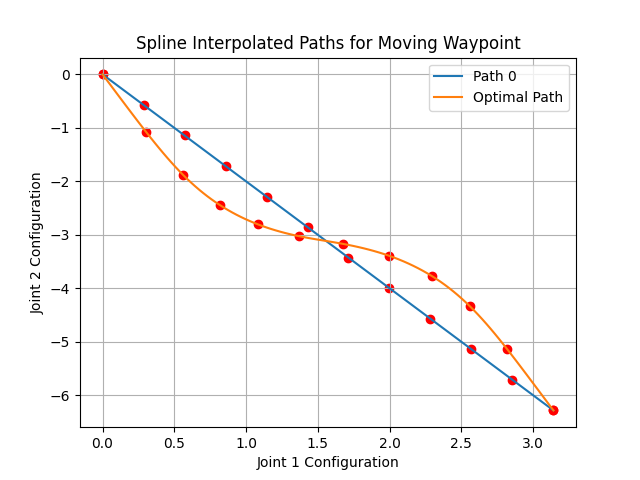 Spline Interpolated Paths for Moving Waypoint
Path 0
Optimal Path
Joint 2 Configuration
0
−1
−2
−3
−4
−5
−6
0.0 0.5 1.0 1.5 2.0 2.5 3.0
Joint 1 Configuration